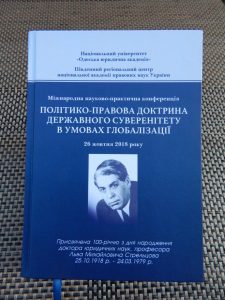 Національний університет
«Одеська юридична академія»
Південний регіональний центр
національної академії правових наук України
Міжнародна науково-практична конференція
ПОЛІТИКО-ПРАВОВА ДОКТРИНА
ДЕРЖАВНОГО СУВЕРЕНІТЕТУ
В УМОВАХ ГЛОБАЛІЗАЦІЇ
26 жовтня 2018 року
Присвячена 100-річчю з дня народження
доктора юридичних наук, професора
Льва Михайловича Стрельцова
25.10.1918 р. - 24.03.1979 р.